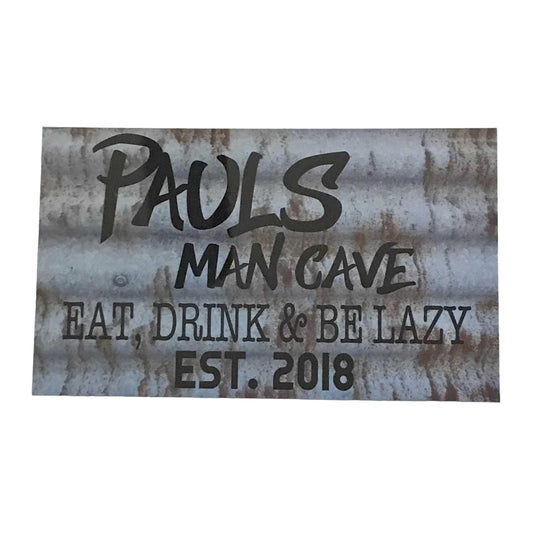 PAULS
MAN CAVE
EAT, DRINK & BE LAZY
EST. 2018